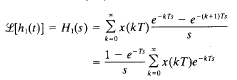 ℒ[h₁(t)] = H₁(s) = ∑_{k=0}^{∞} x(kT) (e^{-kTs} − e^{-(k+1)Ts})/s
= (1 − e^{-Ts})/s ∑_{k=0}^{∞} x(kT)e^{-kTs}